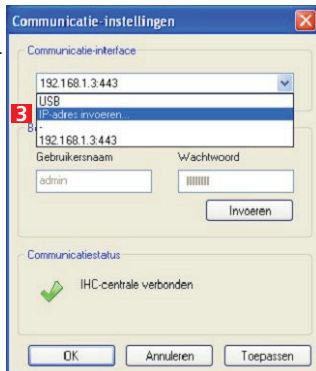 Communicatie-instellingen
Communicatie-interface
192.168.1.3:443
USB
3 IP-adres invoeren...
-
192.168.1.3:443
Gebruikersnaam Wachtwoord
admin
Invoeren
Communicatiestatus
IHC-centrale verbonden
OK Annuleren Toepassen